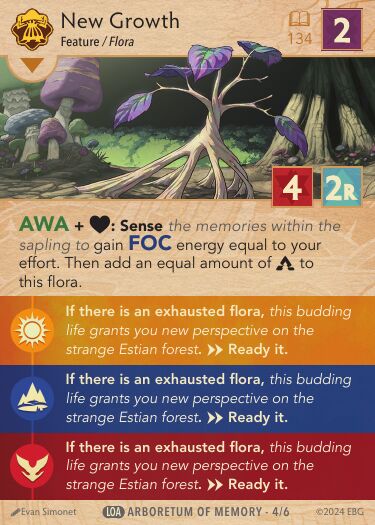 New Growth
Feature / Flora
134
2
4
2R
AWA + : Sense the memories within the
sapling to gain FOC energy equal to your
effort. Then add an equal amount of to
this flora.
If there is an exhausted flora, this budding
life grants you new perspective on the
strange Estian forest. Ready it.
If there is an exhausted flora, this budding
life grants you new perspective on the
strange Estian forest. Ready it.
If there is an exhausted flora, this budding
life grants you new perspective on the
strange Estian forest. Ready it.
Evan Simonet
LOA ARBORETUM OF MEMORY - 4/6
©2024 EBG